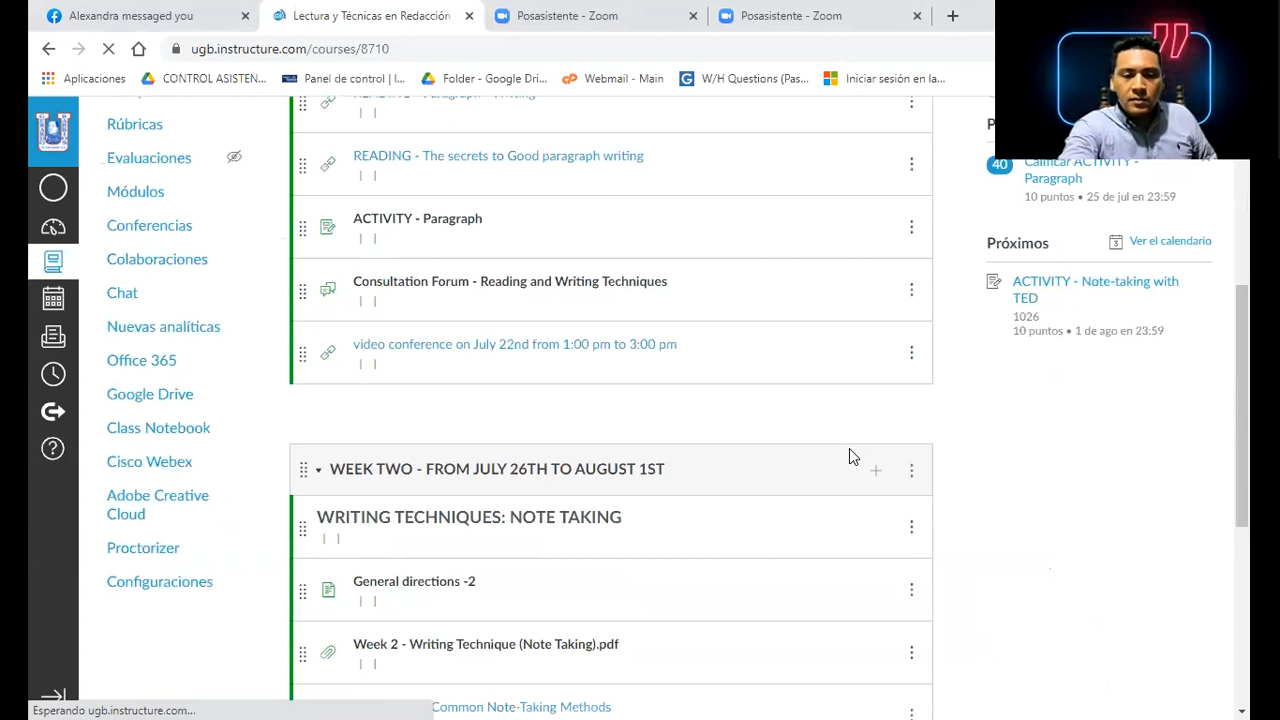 Alexandra messaged you
Lectura y Técnicas en Redacción
Posasistente - Zoom
Posasistente - Zoom
ugb.instructure.com/courses/8710
Aplicaciones
CONTROL ASISTEN...
Panel de control | I...
Folder - Google Dri...
Webmail - Main
W/H Questions (Pas...
Iniciar sesión en la...
Rúbricas
Evaluaciones
Módulos
Conferencias
Colaboraciones
Chat
Nuevas analíticas
Office 365
Google Drive
Class Notebook
Cisco Webex
Adobe Creative
Cloud
Proctorizer
Configuraciones
READING - The secrets to Good paragraph writing
ACTIVITY - Paragraph
Consultation Forum - Reading and Writing Techniques
video conference on July 22nd from 1:00 pm to 3:00 pm
WEEK TWO - FROM JULY 26TH TO AUGUST 1ST
WRITING TECHNIQUES: NOTE TAKING
General directions -2
Week 2 - Writing Technique (Note Taking).pdf
Common Note-Taking Methods
40
Calificar ACTIVITY -
Paragraph
10 puntos • 25 de jul en 23:59
Próximos
3
Ver el calendario
ACTIVITY - Note-taking with
TED
1026
10 puntos • 1 de ago en 23:59
Esperando ugb.instructure.com...